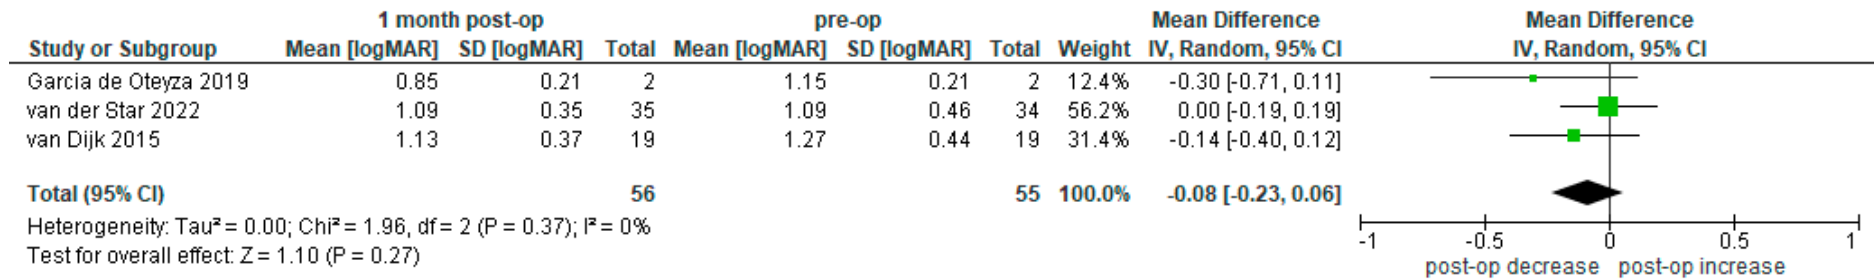 1 month post-op pre-op Mean Difference Mean Difference
Study or Subgroup Mean [logMAR] SD [logMAR] Total Mean [logMAR] SD [logMAR] Total Weight IV, Random, 95% CI IV, Random, 95% CI
Garcia de Oteyza 2019 0.85 0.21 2 1.15 0.21 2 12.4% -0.30 [-0.71, 0.11]
van der Star 2022 1.09 0.35 35 1.09 0.46 34 56.2% 0.00 [-0.19, 0.19]
van Dijk 2015 1.13 0.37 19 1.27 0.44 19 31.4% -0.14 [-0.40, 0.12]
Total (95% CI) 56 55 100.0% -0.08 [-0.23, 0.06]
Heterogeneity: Tau² = 0.00; Chi² = 1.96, df = 2 (P = 0.37); I² = 0%
Test for overall effect: Z = 1.10 (P = 0.27)
-1 -0.5 0 0.5 1
post-op decrease post-op increase